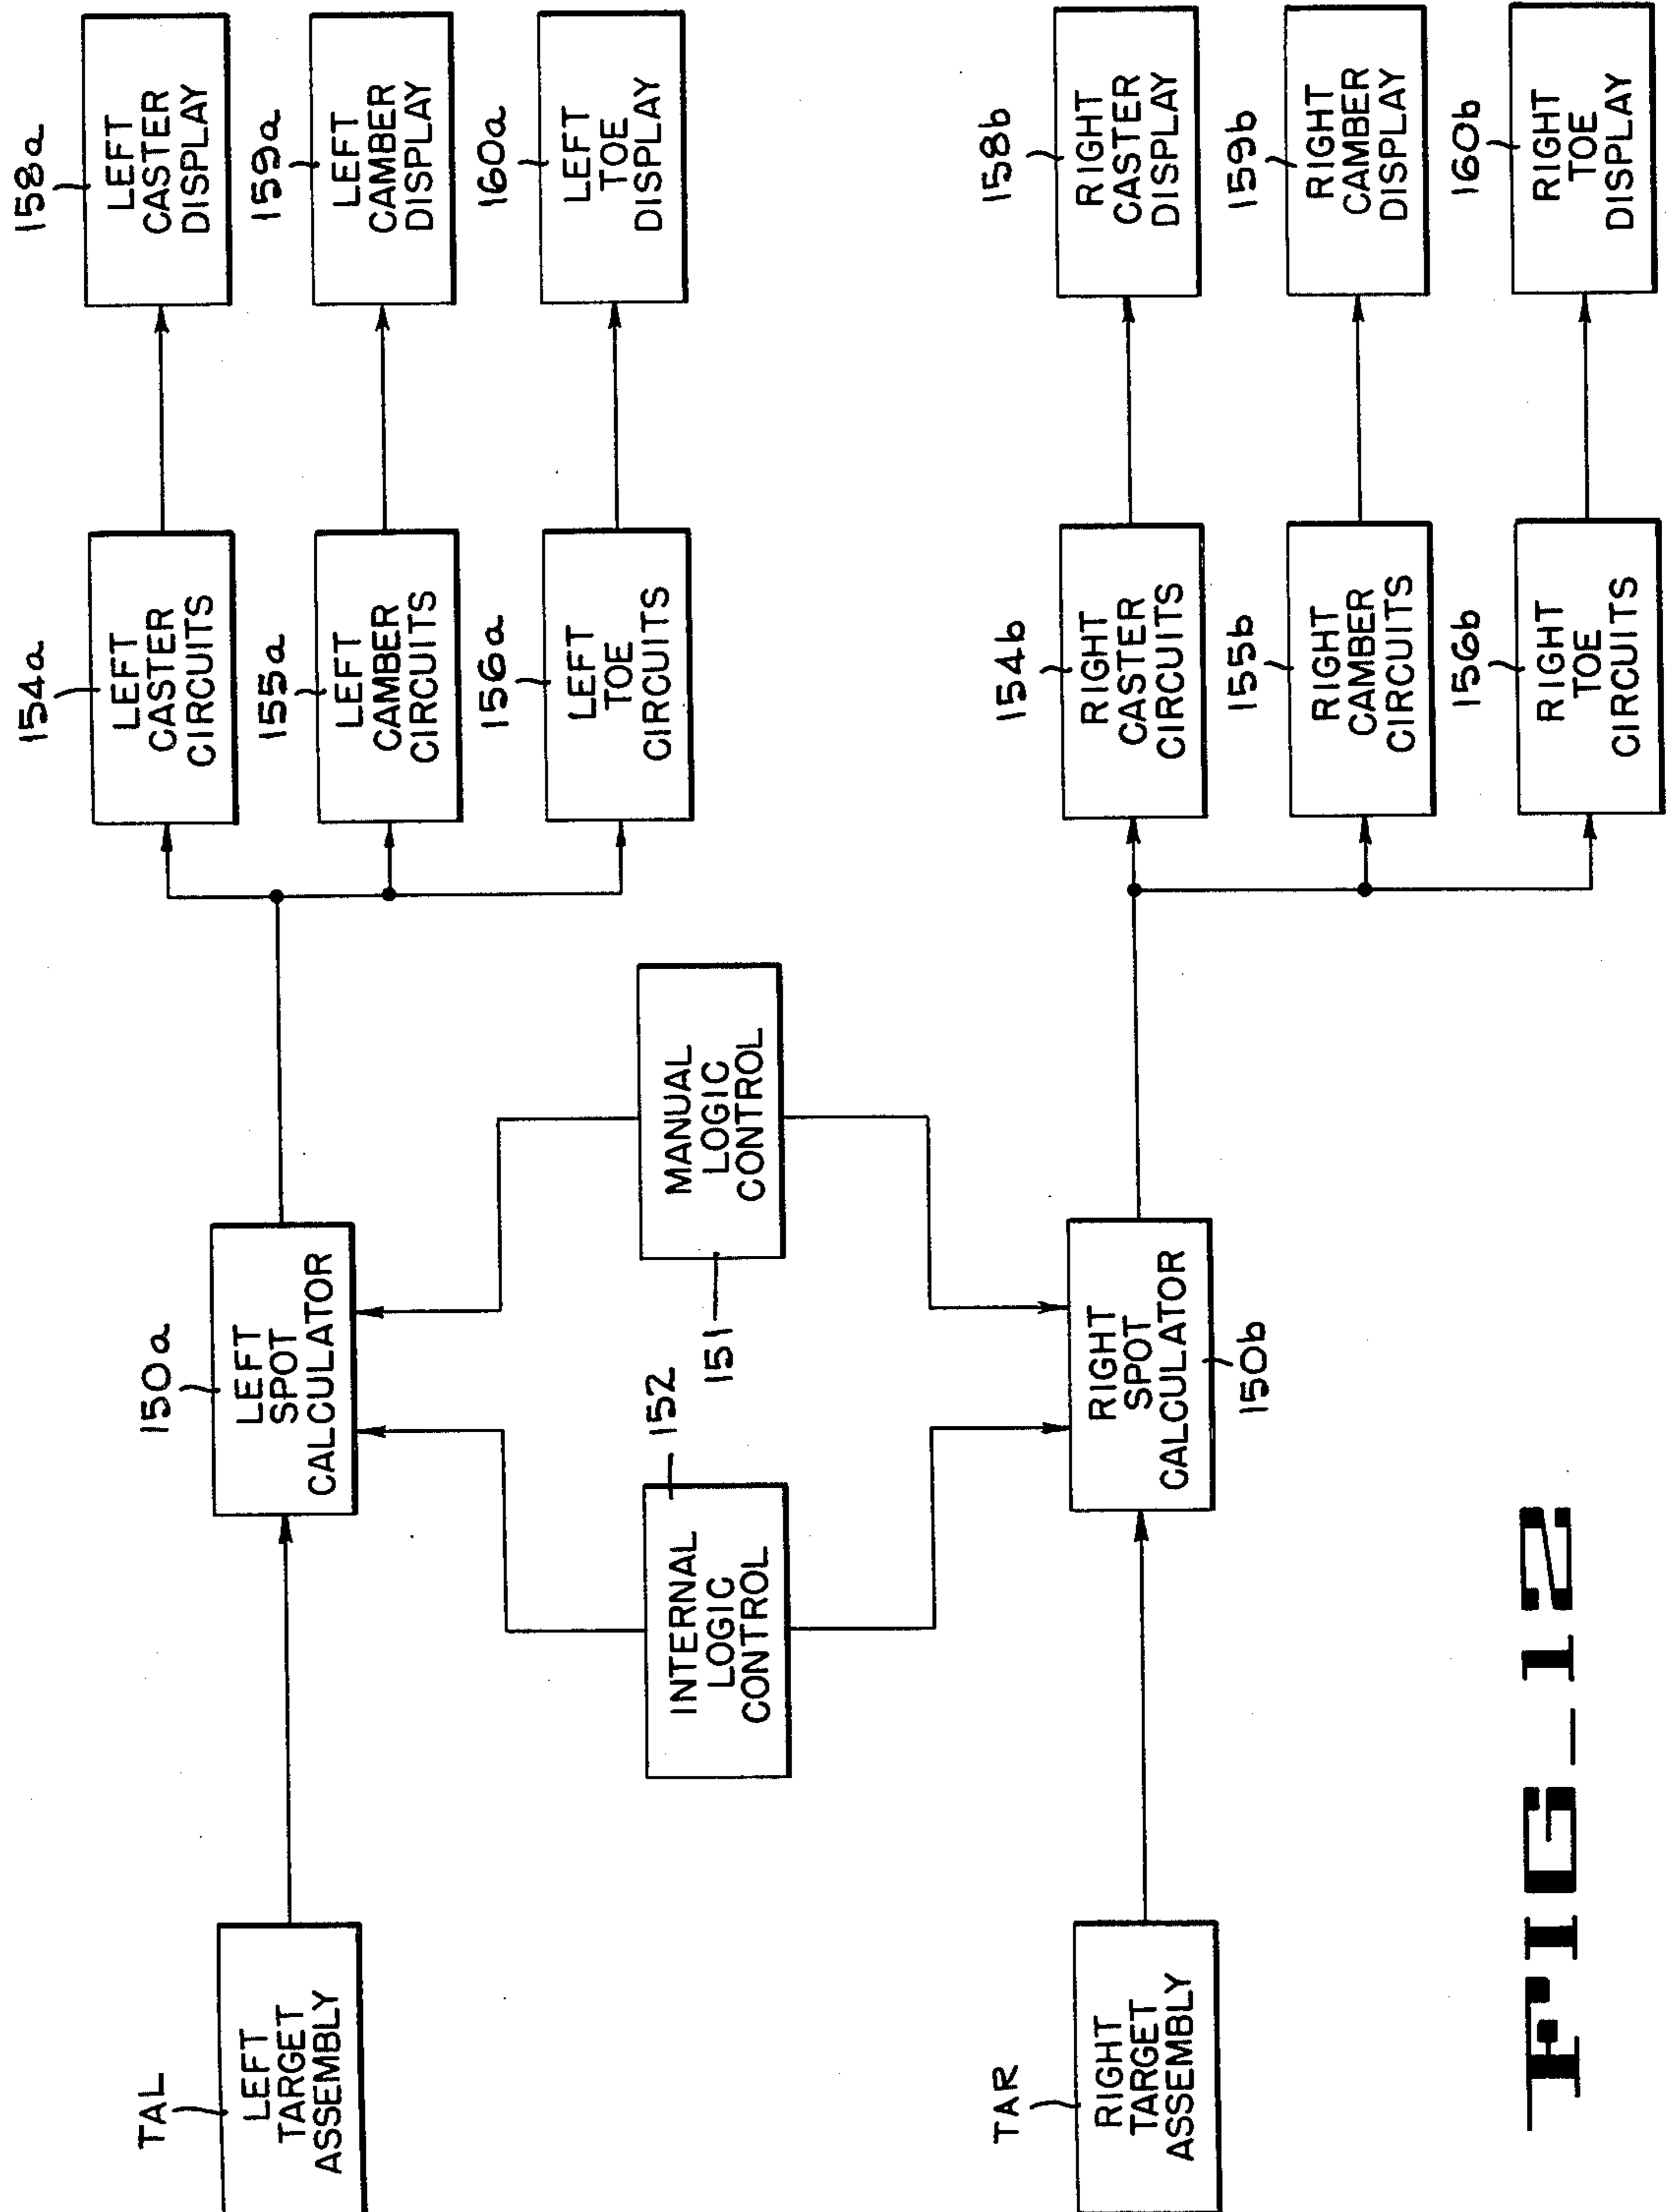 TAL
LEFT
TARGET
ASSEMBLY
150a
LEFT
SPOT
CALCULATOR
154a
LEFT
CASTER
CIRCUITS
158a
LEFT
CASTER
DISPLAY
155a
LEFT
CAMBER
CIRCUITS
159a
LEFT
CAMBER
DISPLAY
156a
LEFT
TOE
CIRCUITS
160a
LEFT
TOE
DISPLAY
INTERNAL
LOGIC
CONTROL
152
MANUAL
LOGIC
CONTROL
151
TAR
RIGHT
TARGET
ASSEMBLY
RIGHT
SPOT
CALCULATOR
150b
154b
RIGHT
CASTER
CIRCUITS
158b
RIGHT
CASTER
DISPLAY
155b
RIGHT
CAMBER
CIRCUITS
159b
RIGHT
CAMBER
DISPLAY
156b
RIGHT
TOE
CIRCUITS
160b
RIGHT
TOE
DISPLAY
FIG_12